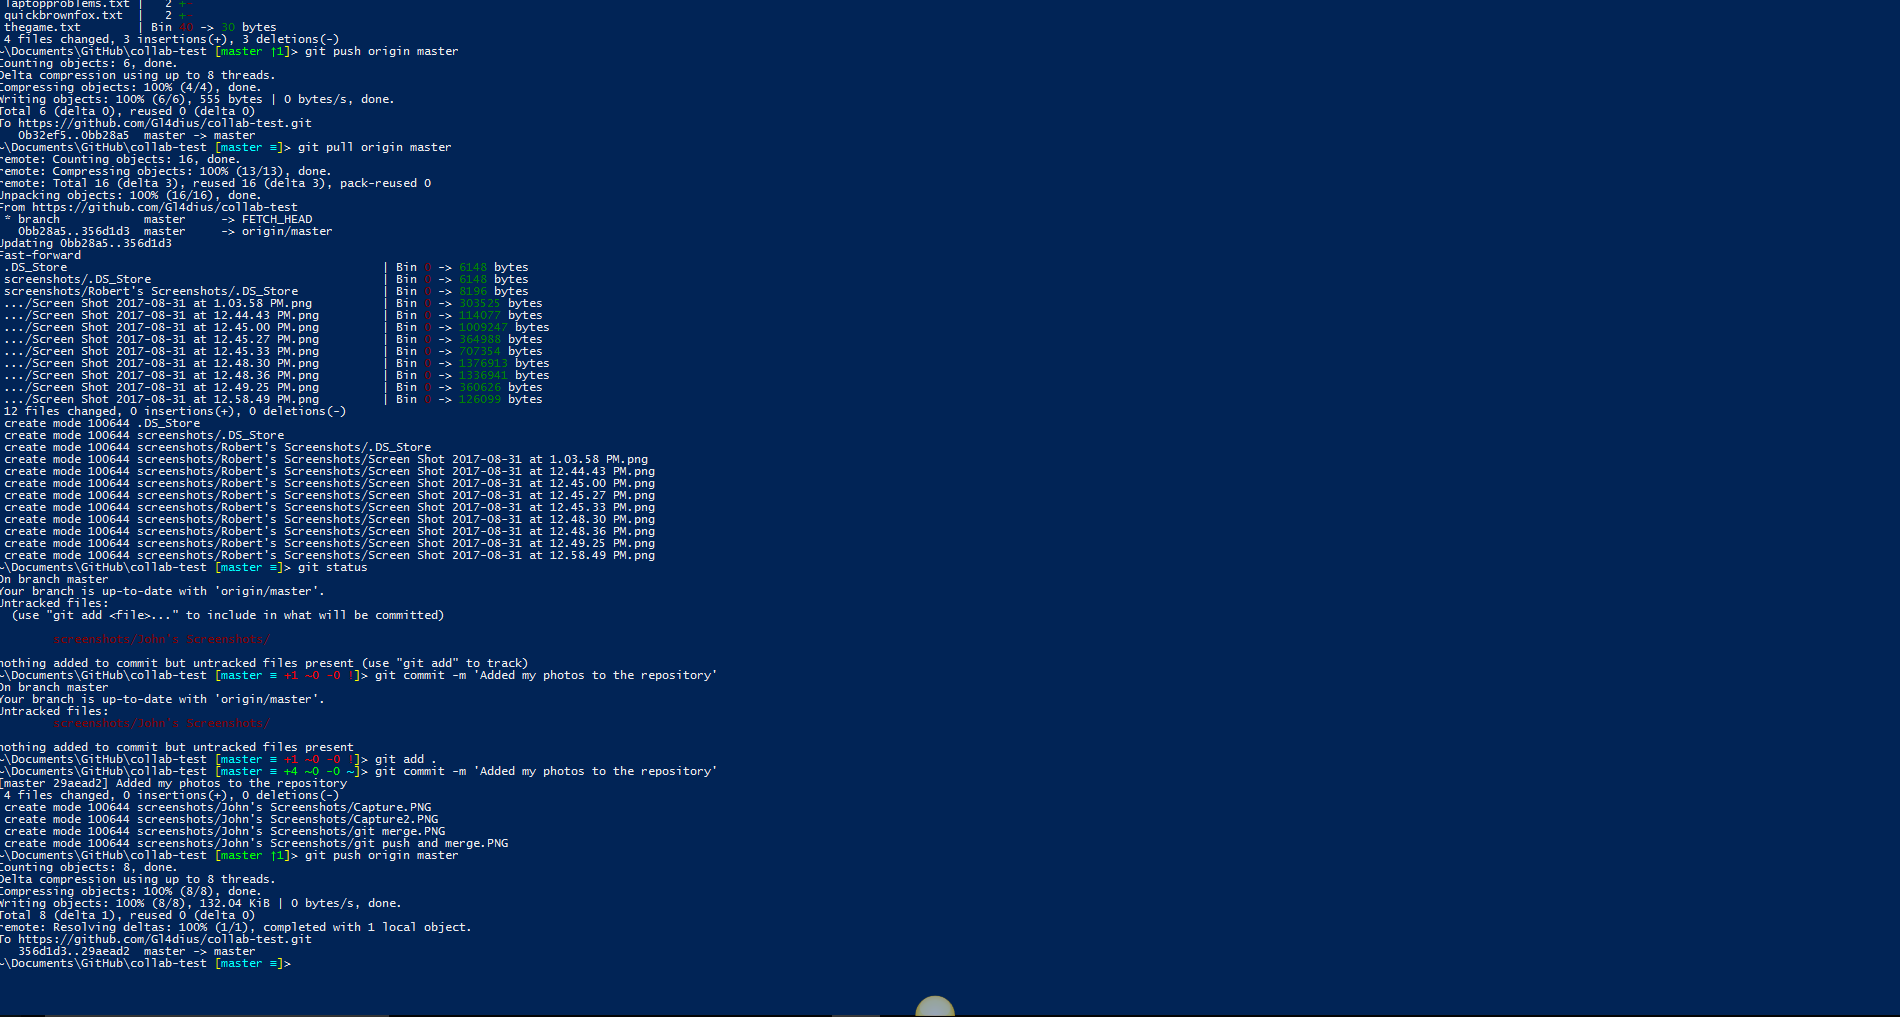 laptopproblems.txt |   2 +
quickbrownfox.txt  |   2 +
thegame.txt        | Bin 40 -> 30 bytes
4 files changed, 3 insertions(+), 3 deletions(-)
~\Documents\GitHub\collab-test [master ↑1]> git push origin master
Counting objects: 6, done.
Delta compression using up to 8 threads.
Compressing objects: 100% (4/4), done.
Writing objects: 100% (6/6), 555 bytes | 0 bytes/s, done.
Total 6 (delta 0), reused 0 (delta 0)
To https://github.com/Gl4dius/collab-test.git
   0b32ef5..0bb28a5  master -> master
~\Documents\GitHub\collab-test [master ≡]> git pull origin master
remote: Counting objects: 16, done.
remote: Compressing objects: 100% (13/13), done.
remote: Total 16 (delta 3), reused 16 (delta 3), pack-reused 0
Unpacking objects: 100% (16/16), done.
From https://github.com/Gl4dius/collab-test
 * branch            master     -> FETCH_HEAD
   0bb28a5..356d1d3  master     -> origin/master
Updating 0bb28a5..356d1d3
Fast-forward
 .DS_Store | Bin 0 -> 6148 bytes
 screenshots/.DS_Store | Bin 0 -> 6148 bytes
 screenshots/Robert's Screenshots/.DS_Store | Bin 0 -> 8196 bytes
 .../Screen Shot 2017-08-31 at 1.03.58 PM.png | Bin 0 -> 303525 bytes
 .../Screen Shot 2017-08-31 at 12.44.43 PM.png | Bin 0 -> 114077 bytes
 .../Screen Shot 2017-08-31 at 12.45.00 PM.png | Bin 0 -> 1009247 bytes
 .../Screen Shot 2017-08-31 at 12.45.27 PM.png | Bin 0 -> 364988 bytes
 .../Screen Shot 2017-08-31 at 12.45.33 PM.png | Bin 0 -> 707354 bytes
 .../Screen Shot 2017-08-31 at 12.48.30 PM.png | Bin 0 -> 1376913 bytes
 .../Screen Shot 2017-08-31 at 12.48.36 PM.png | Bin 0 -> 1336941 bytes
 .../Screen Shot 2017-08-31 at 12.49.25 PM.png | Bin 0 -> 360626 bytes
 .../Screen Shot 2017-08-31 at 12.58.49 PM.png | Bin 0 -> 126099 bytes
 12 files changed, 0 insertions(+), 0 deletions(-)
 create mode 100644 .DS_Store
 create mode 100644 screenshots/.DS_Store
 create mode 100644 screenshots/Robert's Screenshots/.DS_Store
 create mode 100644 screenshots/Robert's Screenshots/Screen Shot 2017-08-31 at 1.03.58 PM.png
 create mode 100644 screenshots/Robert's Screenshots/Screen Shot 2017-08-31 at 12.44.43 PM.png
 create mode 100644 screenshots/Robert's Screenshots/Screen Shot 2017-08-31 at 12.45.00 PM.png
 create mode 100644 screenshots/Robert's Screenshots/Screen Shot 2017-08-31 at 12.45.27 PM.png
 create mode 100644 screenshots/Robert's Screenshots/Screen Shot 2017-08-31 at 12.45.33 PM.png
 create mode 100644 screenshots/Robert's Screenshots/Screen Shot 2017-08-31 at 12.48.30 PM.png
 create mode 100644 screenshots/Robert's Screenshots/Screen Shot 2017-08-31 at 12.48.36 PM.png
 create mode 100644 screenshots/Robert's Screenshots/Screen Shot 2017-08-31 at 12.49.25 PM.png
 create mode 100644 screenshots/Robert's Screenshots/Screen Shot 2017-08-31 at 12.58.49 PM.png
~\Documents\GitHub\collab-test [master ≡]> git status
On branch master
Your branch is up-to-date with 'origin/master'.
Untracked files:
  (use "git add <file>..." to include in what will be committed)
        screenshots/John's Screenshots/
nothing added to commit but untracked files present (use "git add" to track)
~\Documents\GitHub\collab-test [master ≡ +1 ~0 -0 !]> git commit -m 'Added my photos to the repository'
On branch master
Your branch is up-to-date with 'origin/master'.
Untracked files:
        screenshots/John's Screenshots/
nothing added to commit but untracked files present
~\Documents\GitHub\collab-test [master ≡ +1 ~0 -0 !]> git add .
~\Documents\GitHub\collab-test [master ≡ +4 ~0 -0 ~]> git commit -m 'Added my photos to the repository'
[master 29aead2] Added my photos to the repository
 4 files changed, 0 insertions(+), 0 deletions(-)
 create mode 100644 screenshots/John's Screenshots/Capture.PNG
 create mode 100644 screenshots/John's Screenshots/Capture2.PNG
 create mode 100644 screenshots/John's Screenshots/git merge.PNG
 create mode 100644 screenshots/John's Screenshots/git push and merge.PNG
~\Documents\GitHub\collab-test [master ↑1]> git push origin master
Counting objects: 8, done.
Delta compression using up to 8 threads.
Compressing objects: 100% (8/8), done.
Writing objects: 100% (8/8), 132.04 KiB | 0 bytes/s, done.
Total 8 (delta 1), reused 0 (delta 0)
remote: Resolving deltas: 100% (1/1), completed with 1 local object.
To https://github.com/Gl4dius/collab-test.git
   356d1d3..29aead2  master -> master
~\Documents\GitHub\collab-test [master ≡]>